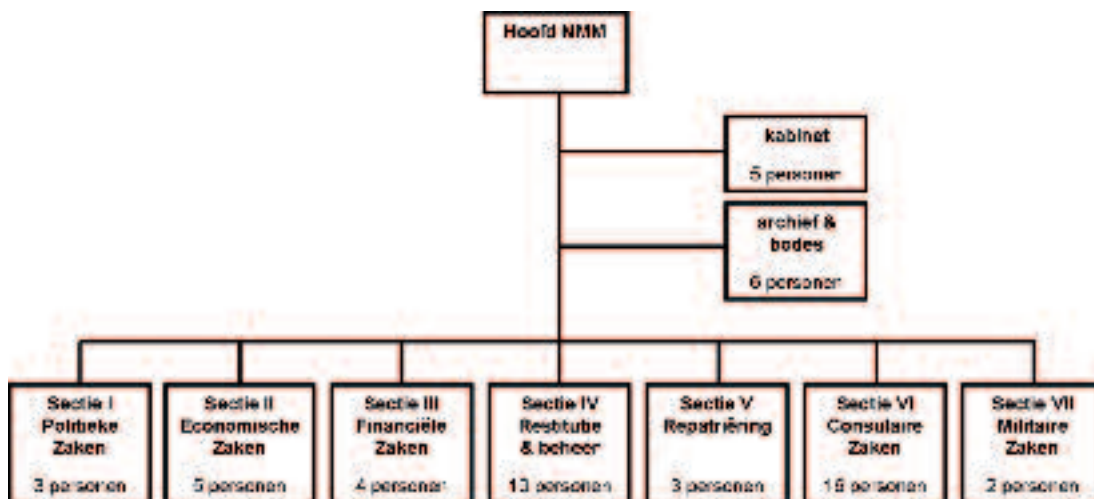 Hoofd NMM
kabinet
5 personen
archief &
bodes
6 personen
Sectie I
Politieke
Zaken
3 personen
Sectie II
Economische
Zaken
5 personen
Sectie III
Financiële
Zaken
4 personen
Sectie IV
Restitutie
& beheer
personen
Sectie V
Repatriëring
3 personen
Sectie VI
Consulaire
Zaken
personen
Sectie VII
Militaire
Zaken
2 personen